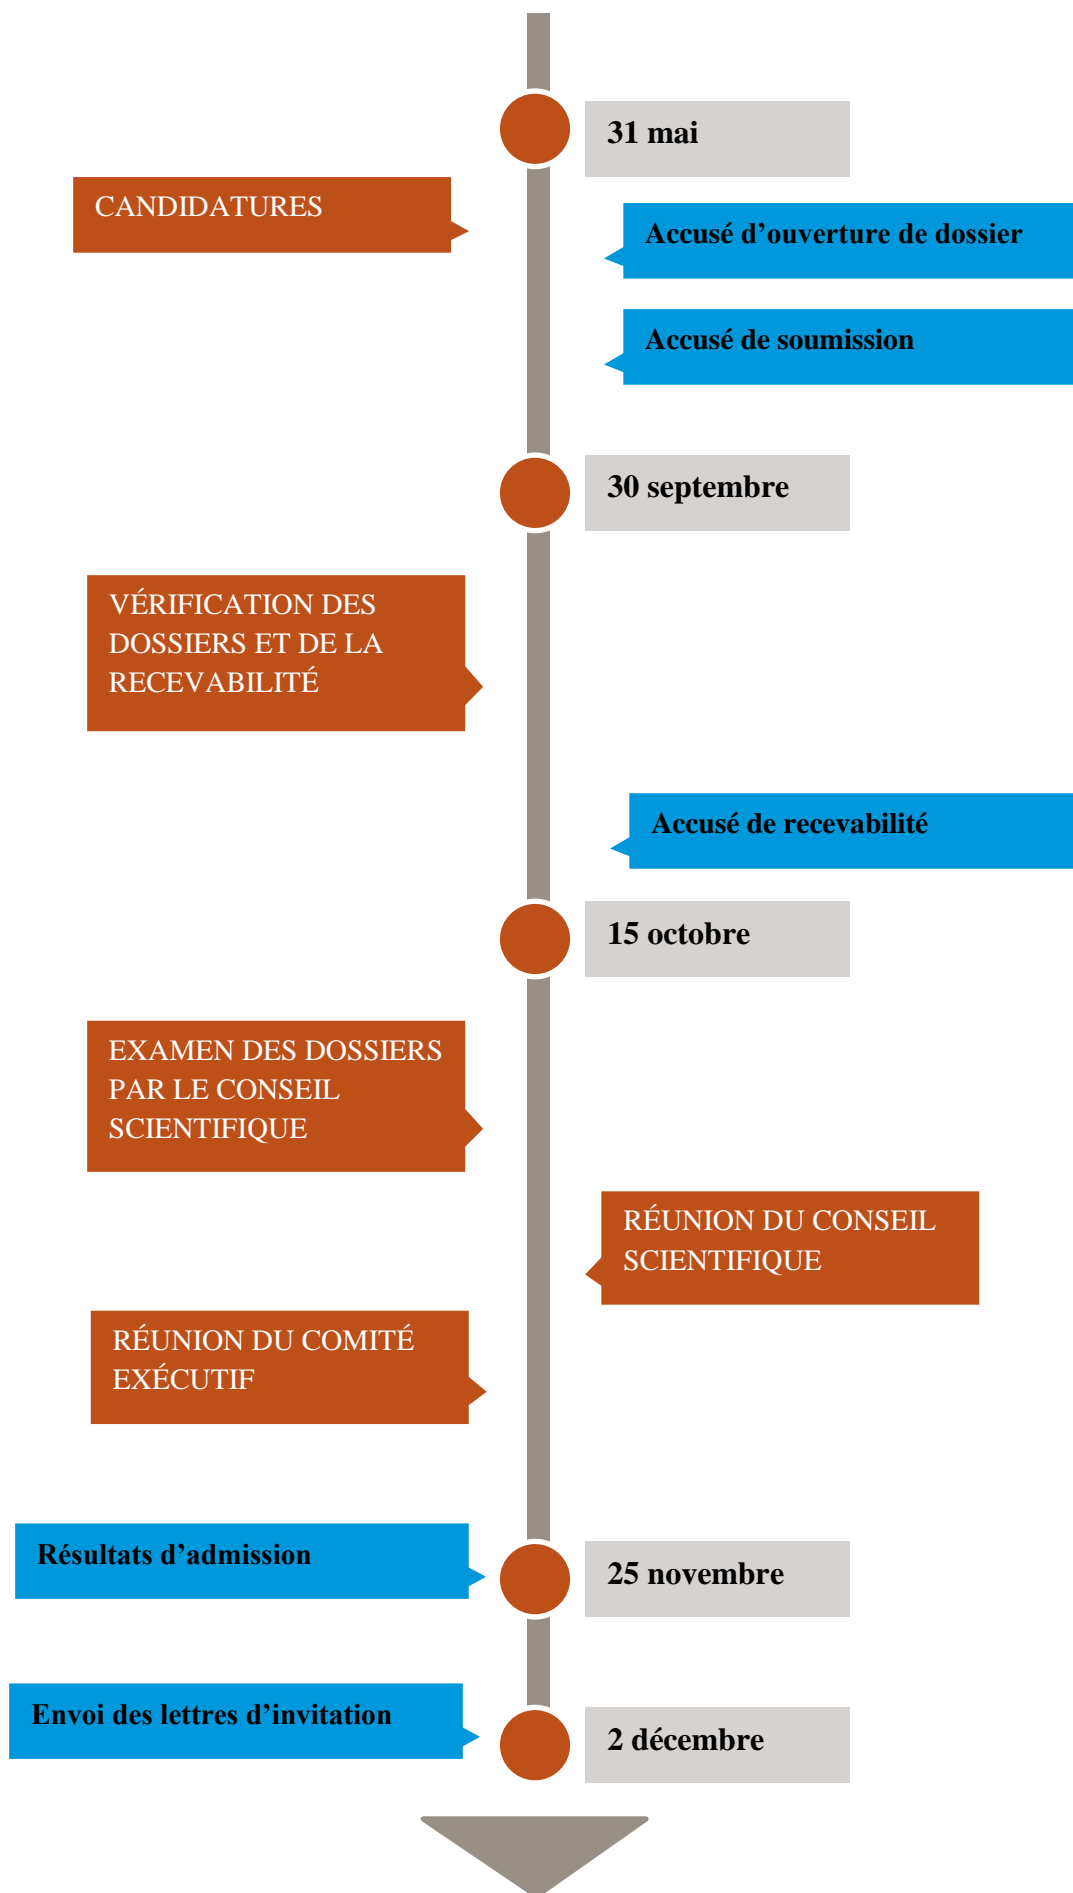 31 mai
CANDIDATURES
Accusé d’ouverture de dossier
Accusé de soumission
30 septembre
VÉRIFICATION DES
DOSSIERS ET DE LA
RECEVABILITÉ
Accusé de recevabilité
15 octobre
EXAMEN DES DOSSIERS
PAR LE CONSEIL
SCIENTIFIQUE
RÉUNION DU CONSEIL
SCIENTIFIQUE
RÉUNION DU COMITÉ
EXÉCUTIF
Résultats d’admission
25 novembre
Envoi des lettres d’invitation
2 décembre